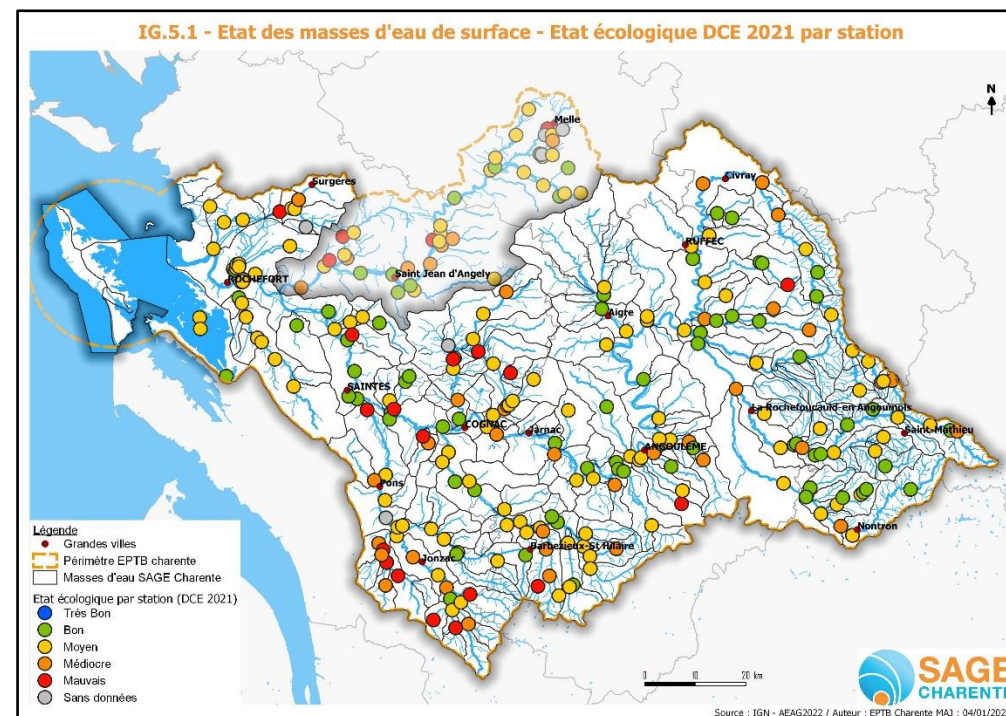 IG.5.1 - Etat des masses d'eau de surface - Etat écologique DCE 2021 par station
N
Melle
Surgères
Civray
RUFFEC
ROCHEFORT
Saint Jean d'Angely
Aigre
SAINTES
La Rochefoucauld-en Angoumois
COGNAC
Jarnac
Saint-Mathieu
ANGOULEME
Pons
Nontron
Barbezieux-St Hilaire
Jonzac
Légende
Grandes villes
Périmètre EPTB charente
Masses d'eau SAGE Charente
Etat écologique par station (DCE 2021)
Très Bon
Bon
Moyen
Médiocre
Mauvais
Sans données
0 10 20 km
SAGE
CHARENTE
Source : IGN - AEAG2022 / Auteur : EPTB Charente MAJ :